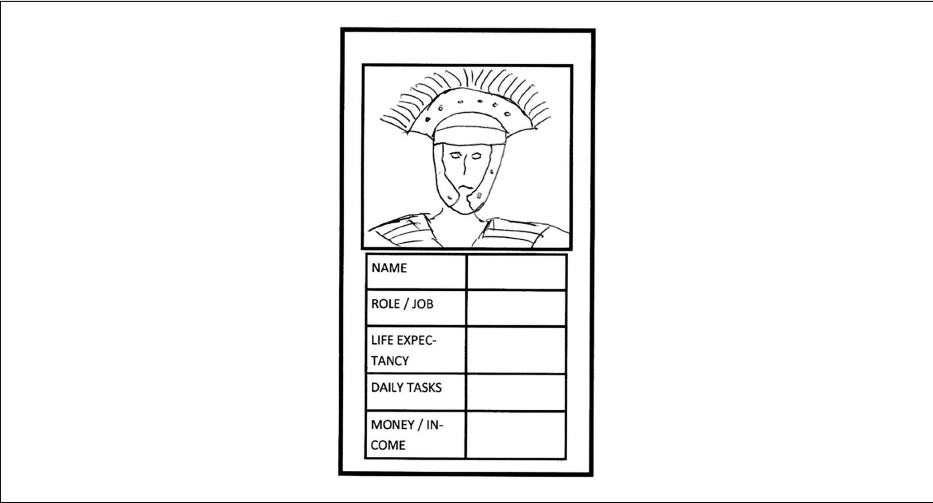 NAME
ROLE / JOB
LIFE EXPEC-
TANCY
DAILY TASKS
MONEY / IN-
COME